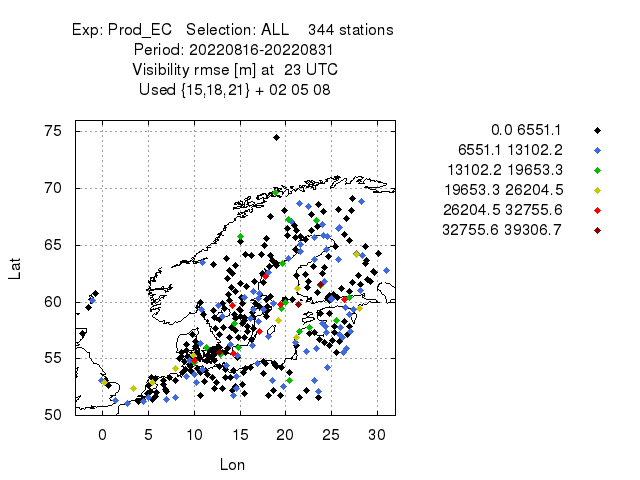 Exp: Prod_EC Selection: ALL 344 stations
Period: 20220816-20220831
Visibility rmse [m] at 23 UTC
Used {15,18,21} + 02 05 08
75
70
65
60
55
50
Lat
0 5 10 15 20 25 30
Lon
0.0 6551.1
6551.1 13102.2
13102.2 19653.3
19653.3 26204.5
26204.5 32755.6
32755.6 39306.7